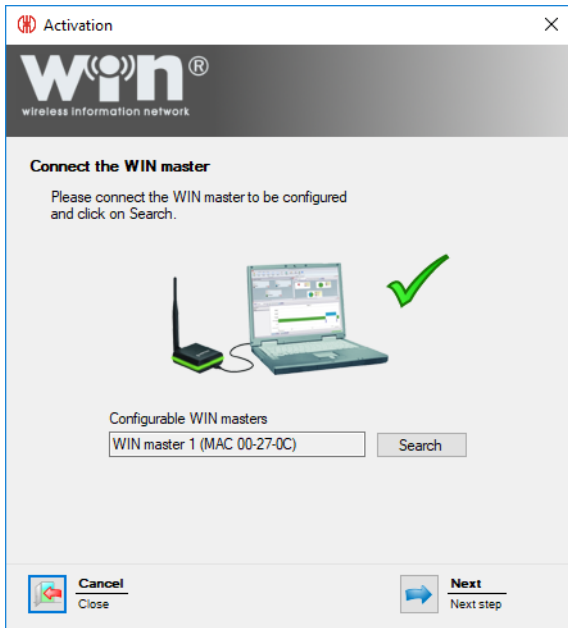 Activation
WIN®
wireless information network
Connect the WIN master
Please connect the WIN master to be configured
and click on Search.
Configurable WIN masters
WIN master 1 (MAC 00-27-0C)
Search
Cancel
Close
Next
Next step